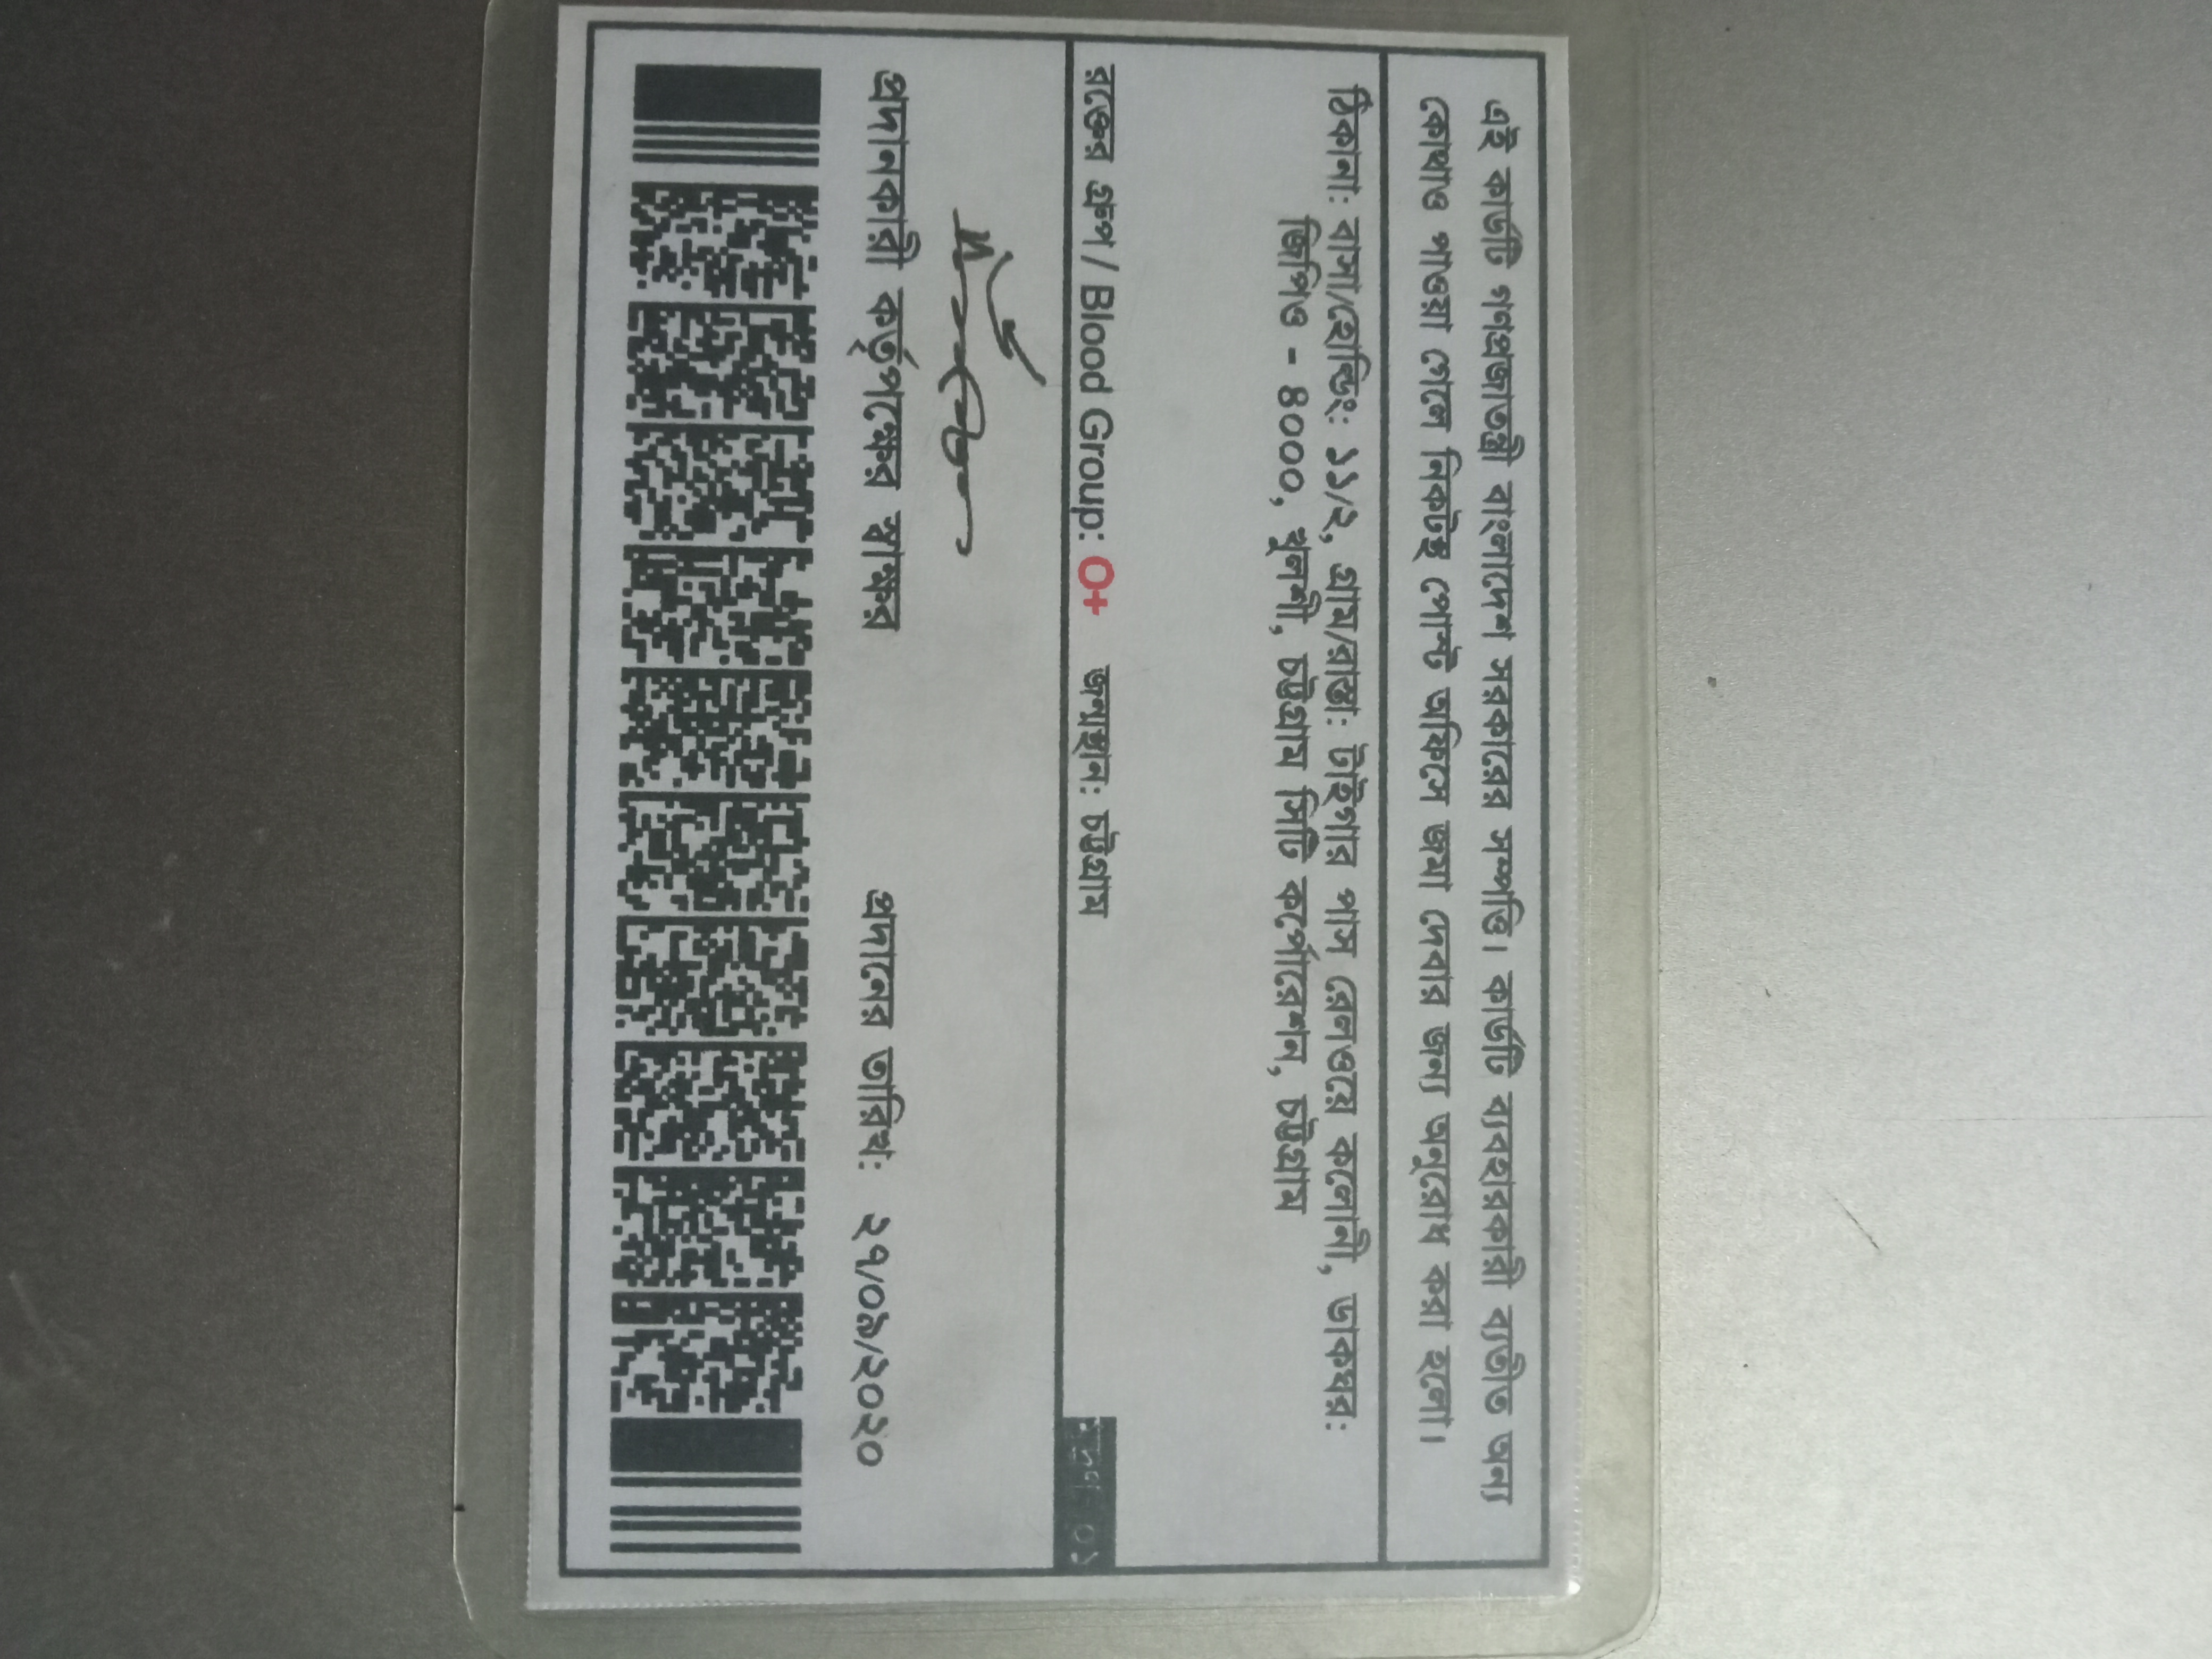 এই কার্ডটি গণপ্রজাতন্ত্রী বাংলাদেশ সরকারের সম্পত্তি। কার্ডটি ব্যবহারকারী ব্যতীত অন্য
কোথাও পাওয়া গেলে নিকটস্থ পোস্ট অফিসে জমা দেবার জন্য অনুরোধ করা হলো।
ঠিকানা: বাসা/হোল্ডিং: ১১/২, গ্রাম/রাস্তা: টাইগার পাস রেলওয়ে কলোনী, ডাকঘর:
জিপিও - ৪০০০, খুলশী, চট্টগ্রাম সিটি কর্পোরেশন, চট্টগ্রাম
রক্তের গ্রুপ / Blood Group: O+ জন্মস্থান: চট্টগ্রাম
প্রদানকারী কর্তৃপক্ষের স্বাক্ষর প্রদানের তারিখ: ২৭/০৯/২০২০